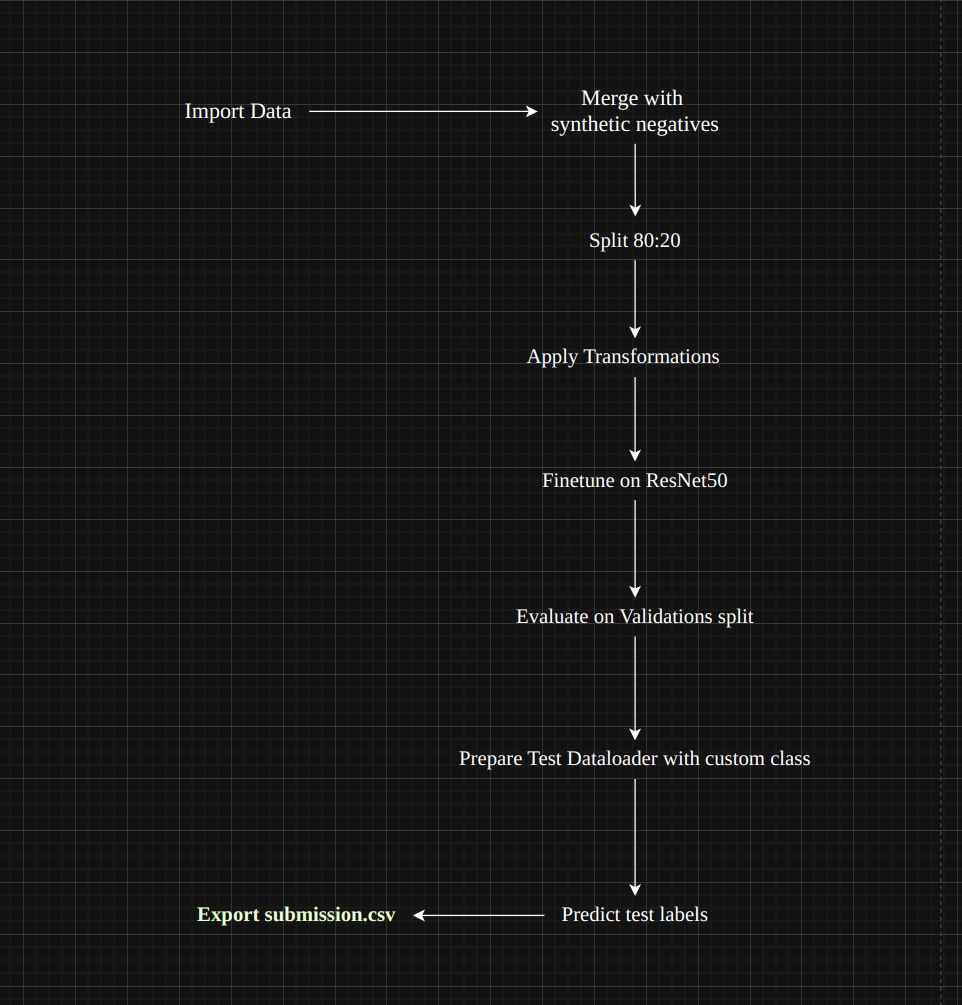 Import Data
Merge with
synthetic negatives
Split 80:20
Apply Transformations
Finetune on ResNet50
Evaluate on Validations split
Prepare Test Dataloader with custom class
Predict test labels
Export submission.csv